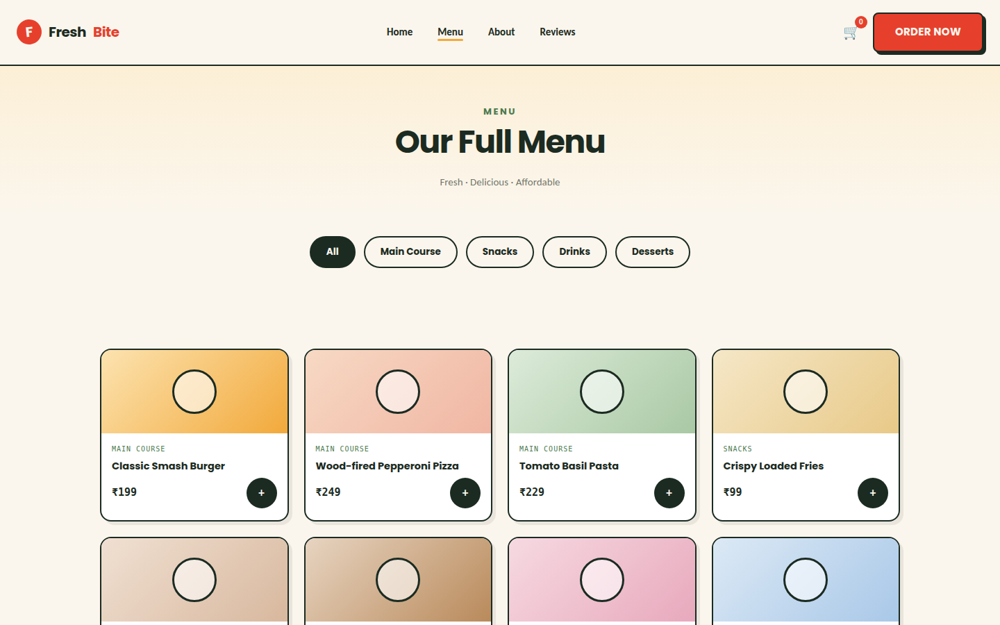 F Fresh Bite
Home Menu About Reviews
🛒 0 ORDER NOW
MENU
Our Full Menu
Fresh · Delicious · Affordable
All Main Course Snacks Drinks Desserts
MAIN COURSE
Classic Smash Burger
₹199 +
MAIN COURSE
Wood-fired Pepperoni Pizza
₹249 +
MAIN COURSE
Tomato Basil Pasta
₹229 +
SNACKS
Crispy Loaded Fries
₹99 +